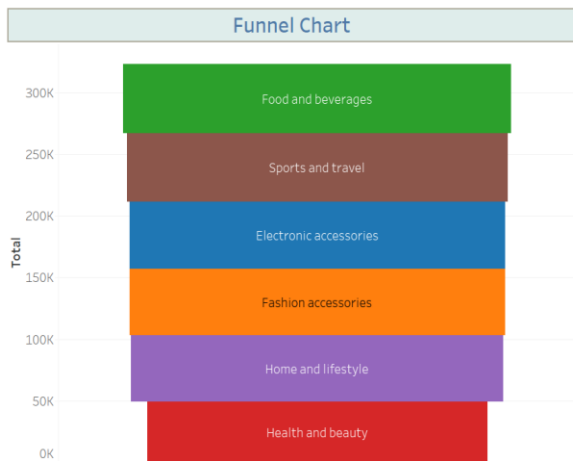 Funnel Chart
300K
Food and beverages
250K
Sports and travel
200K
Electronic accessories
Total
150K
Fashion accessories
100K
Home and lifestyle
50K
Health and beauty
0K